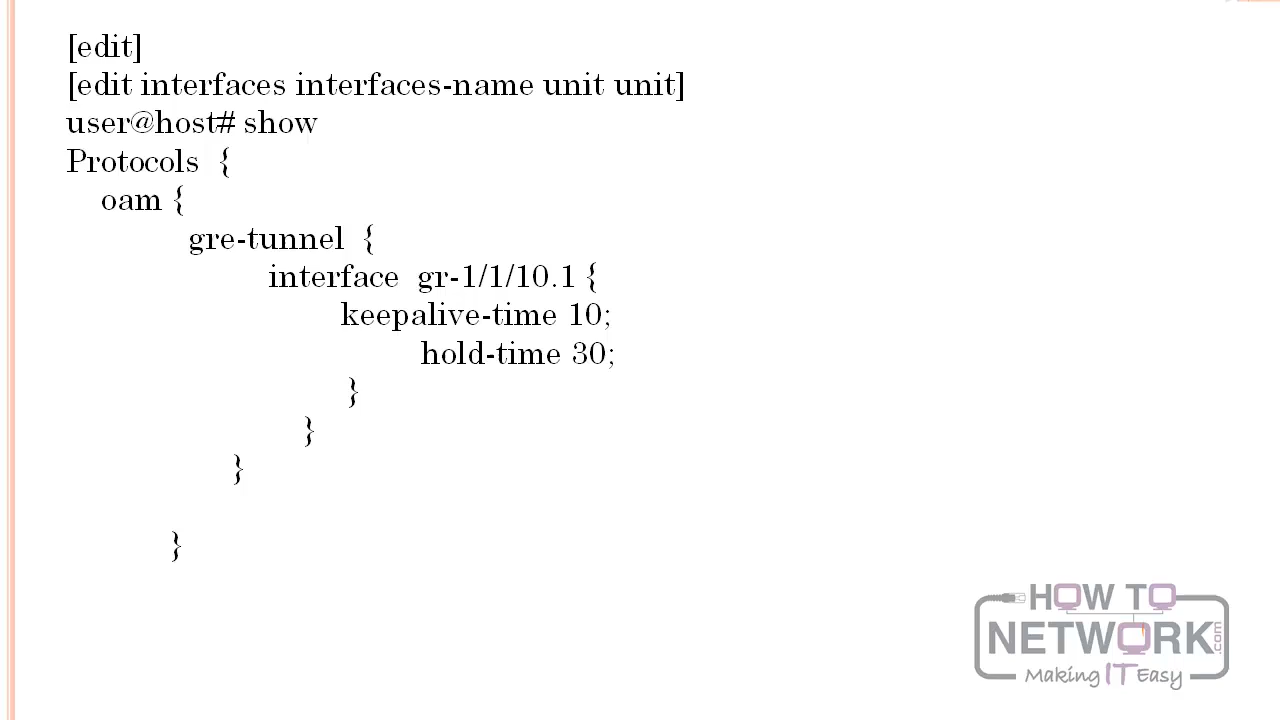 [edit]
[edit interfaces interfaces-name unit unit]
user@host# show
Protocols {
oam {
gre-tunnel {
interface gr-1/1/10.1 {
keepalive-time 10;
hold-time 30;
}
}
}
}
HOW TO
NETWORK.com
Making IT Easy